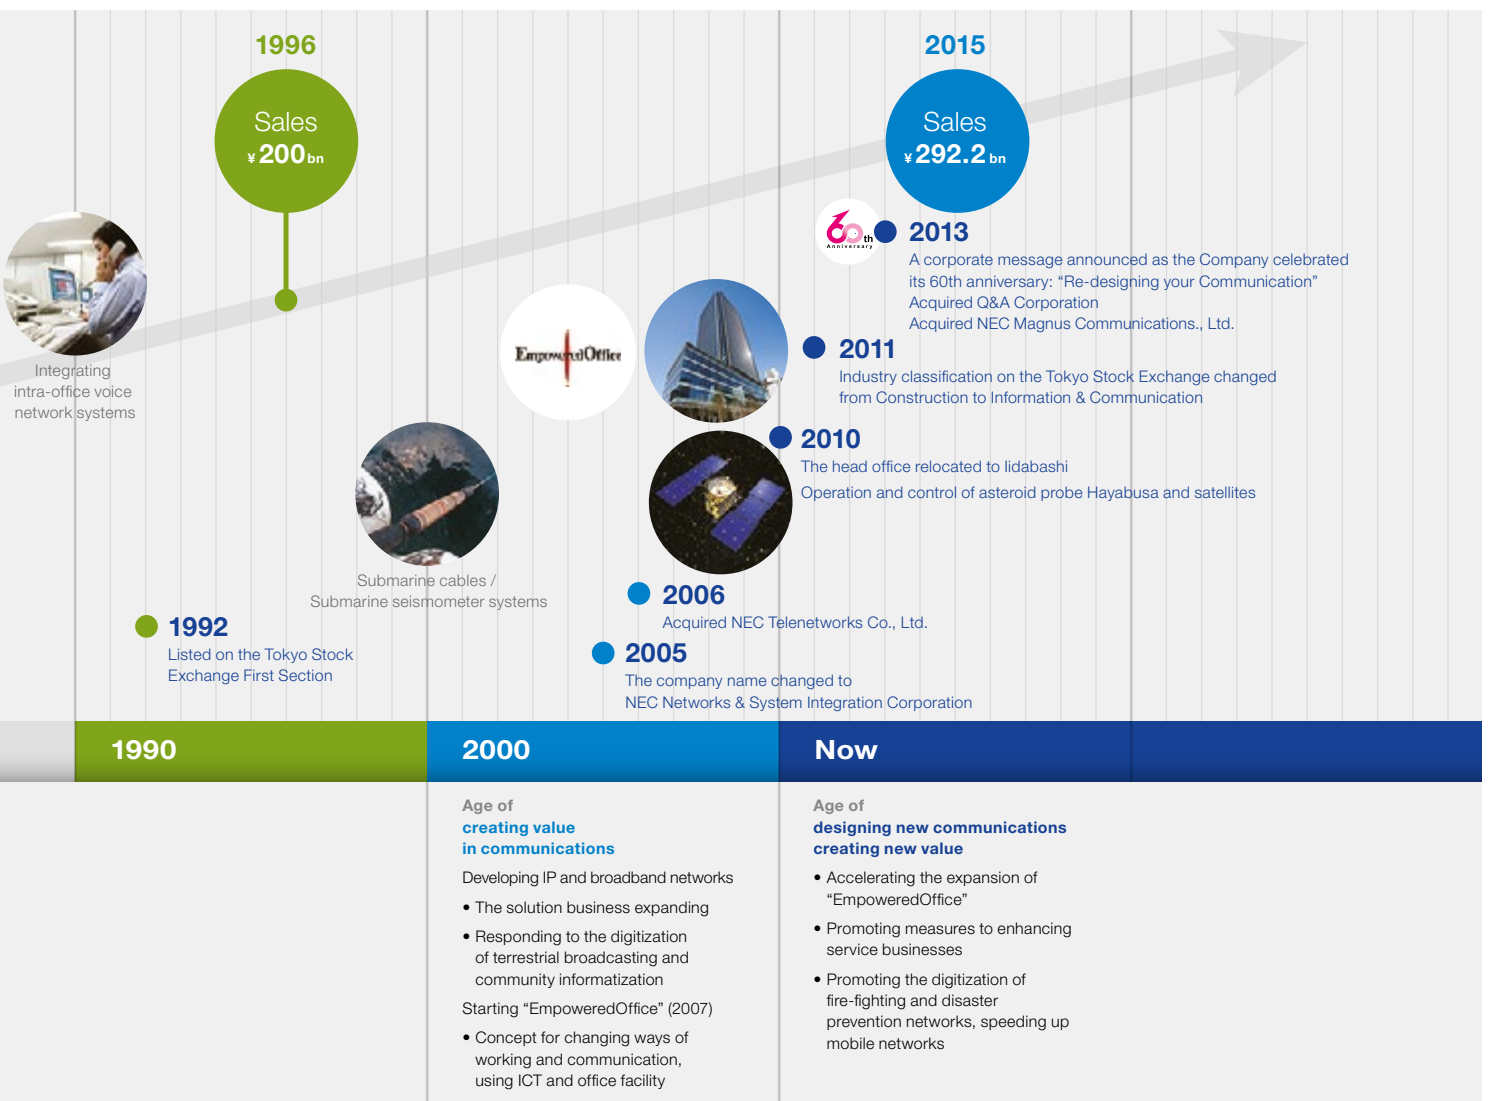 1996
Sales
¥200bn
2015
Sales
¥292.2bn
60th
Anniversary
2013
A corporate message announced as the Company celebrated
its 60th anniversary: “Re-designing your Communication”
Acquired Q&A Corporation
Acquired NEC Magnus Communications., Ltd.
Integrating
intra-office voice
network systems
EmpoweredOffice
2011
Industry classification on the Tokyo Stock Exchange changed
from Construction to Information & Communication
2010
The head office relocated to Iidabashi
Operation and control of asteroid probe Hayabusa and satellites
Submarine cables /
Submarine seismometer systems
2006
Acquired NEC Telenetworks Co., Ltd.
1992
Listed on the Tokyo Stock
Exchange First Section
2005
The company name changed to
NEC Networks & System Integration Corporation
1990
2000
Now
Age of
creating value
in communications
Developing IP and broadband networks
• The solution business expanding
• Responding to the digitization
of terrestrial broadcasting and
community informatization
Starting “EmpoweredOffice” (2007)
• Concept for changing ways of
working and communication,
using ICT and office facility
Age of
designing new communications
creating new value
• Accelerating the expansion of
“EmpoweredOffice”
• Promoting measures to enhancing
service businesses
• Promoting the digitization of
fire-fighting and disaster
prevention networks, speeding up
mobile networks